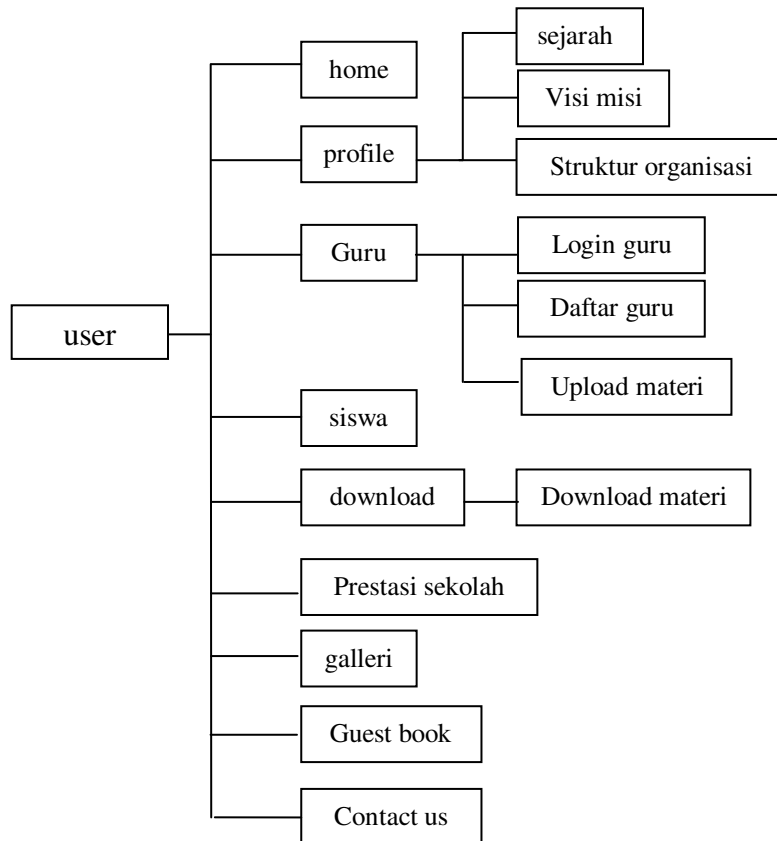 user
home
profile
sejarah
Visi misi
Struktur organisasi
Guru
Login guru
Daftar guru
Upload materi
siswa
download
Download materi
Prestasi sekolah
galleri
Guest book
Contact us